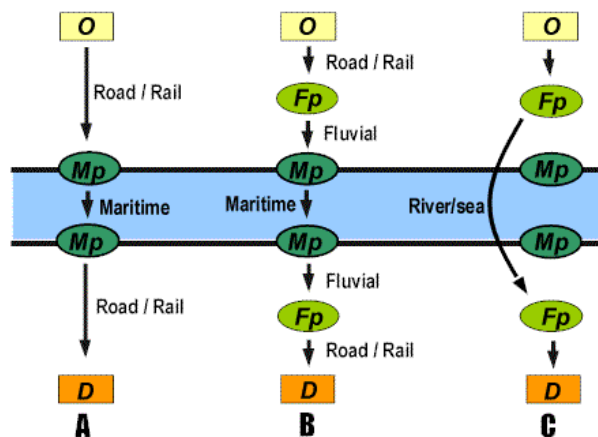 O O O
Road / Rail
Road / Rail
Fp Fp
Fluvial
Mp Mp Mp
Maritime Maritime River/sea
Mp Mp Mp
Fluvial
Road / Rail
Fp Fp
Road / Rail
D D D
A B C